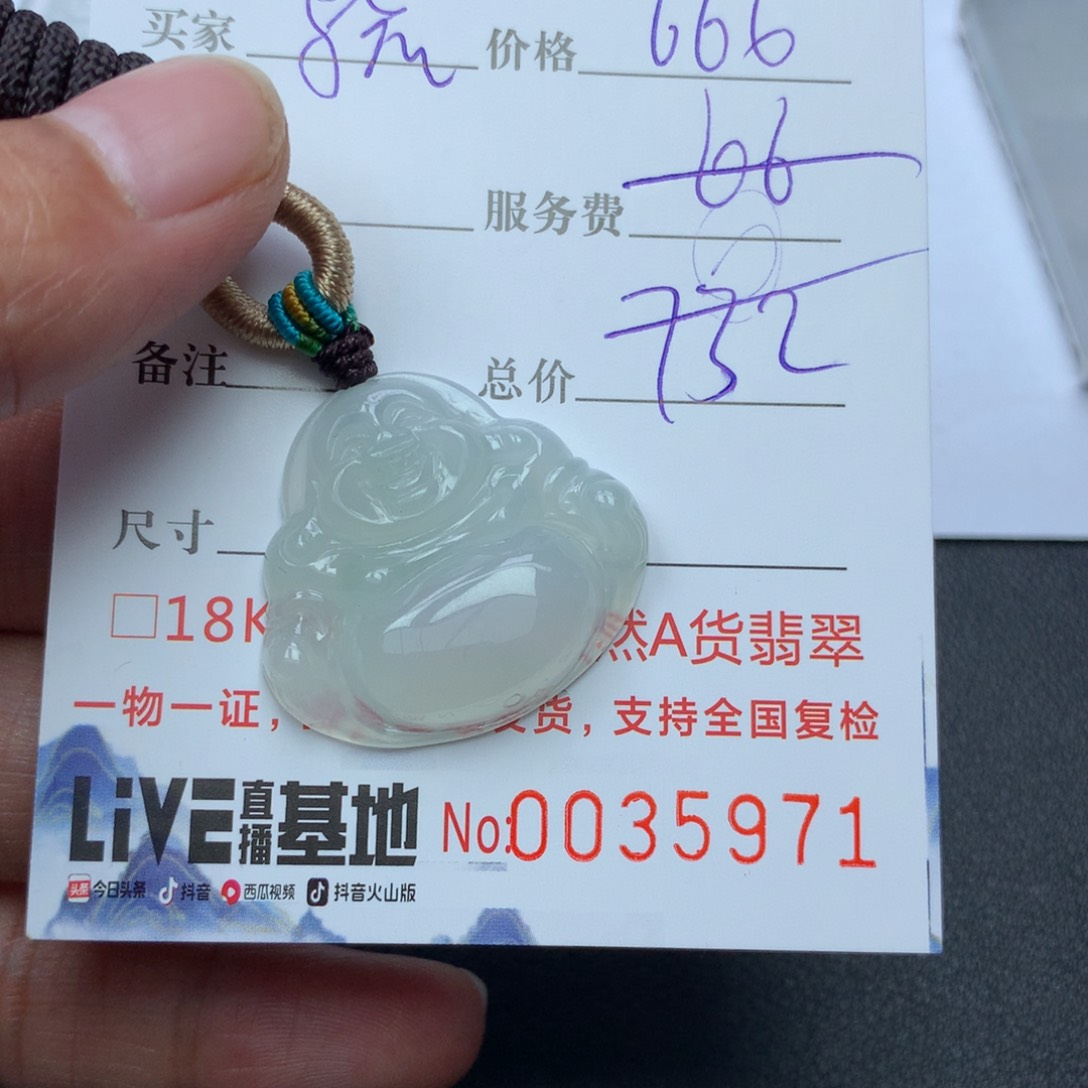 买家 价格 666
服务费 66
备注 总价 732
尺寸
□18K 然A货翡翠
一物一证, 发货, 支持全国复检
LiVE直播基地 No:0035971
头条 今日头条 抖音 西瓜视频 抖音火山版